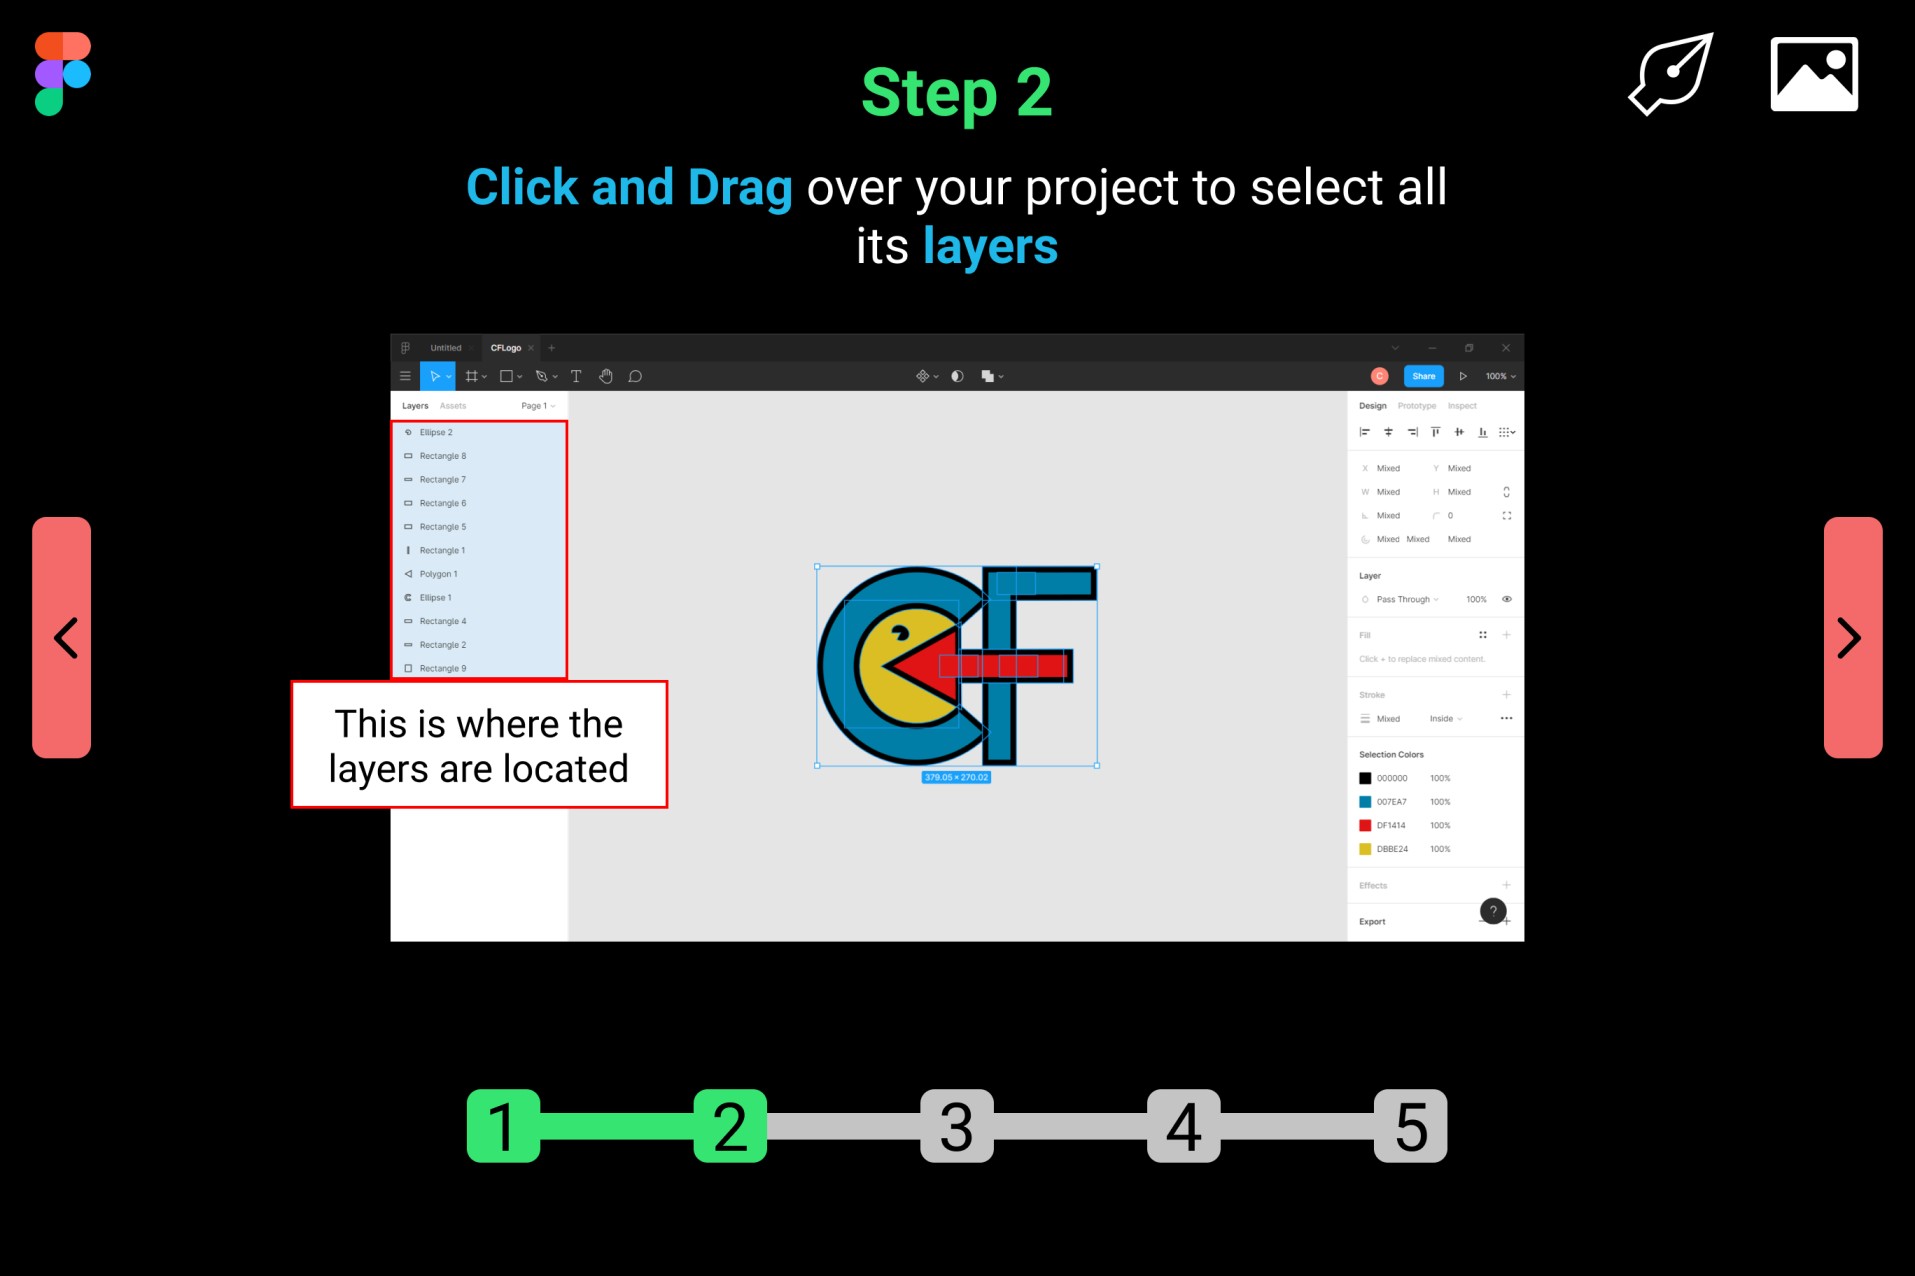 Step 2
Click and Drag over your project to select all
its layers
Untitled
CFLogo
Share
100%
Layers Assets Page 1
Ellipse 2
Rectangle 8
Rectangle 7
Rectangle 6
Rectangle 5
Rectangle 1
Polygon 1
Ellipse 1
Rectangle 4
Rectangle 2
Rectangle 9
This is where the
layers are located
CF
379.05 × 270.02
Design Prototype Inspect
X Mixed Y Mixed
W Mixed H Mixed
Mixed 0
Mixed Mixed Mixed
Layer
Pass Through 100%
Fill
Click + to replace mixed content.
Stroke
Mixed Inside
Selection Colors
000000 100%
007EA7 100%
DF1414 100%
DBBE24 100%
Effects
Export
?
1 2 3 4 5